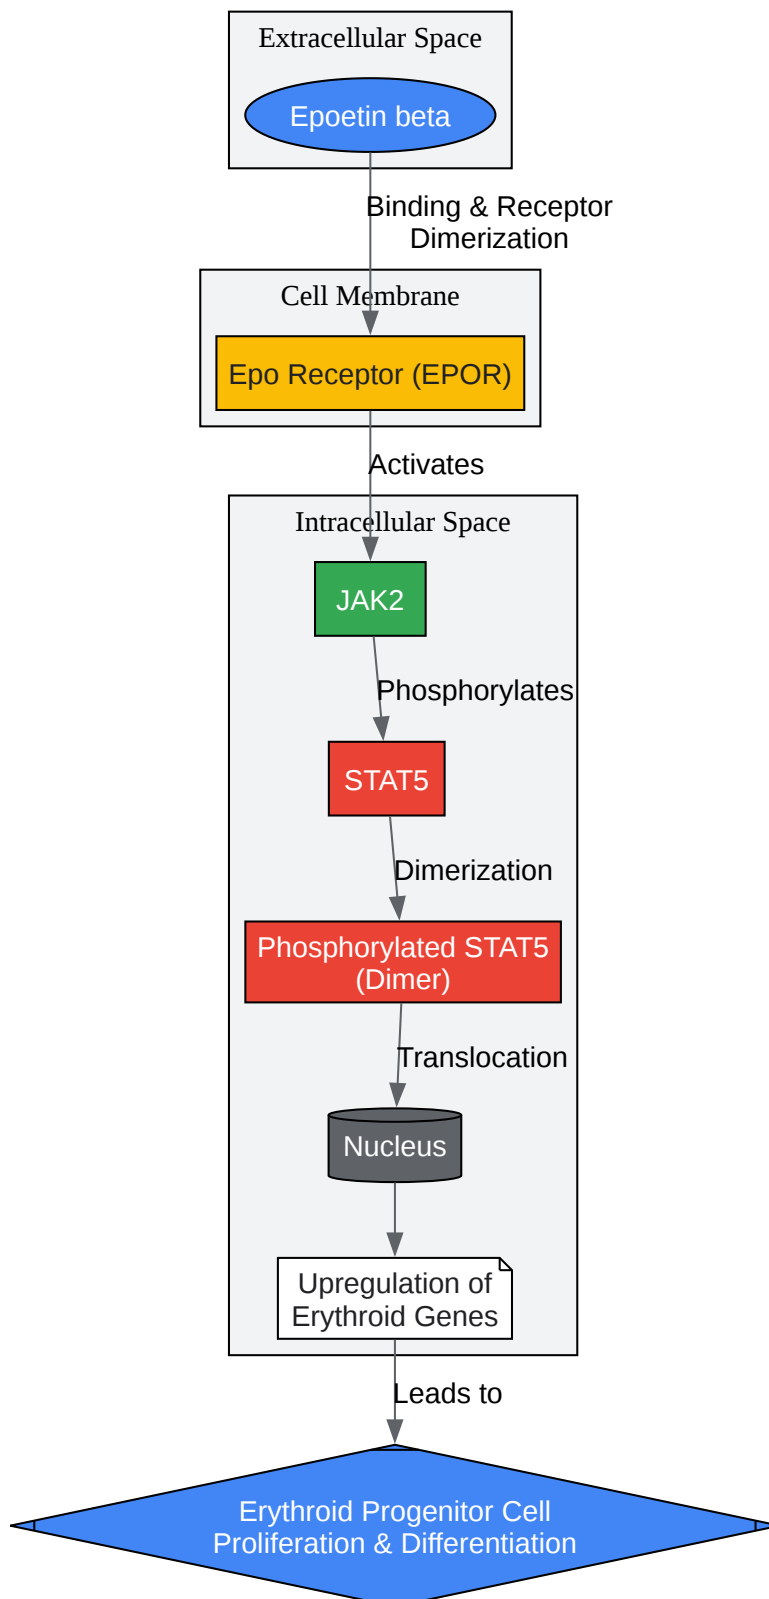 Extracellular Space
Epoetin beta
Binding & Receptor
Dimerization
Cell Membrane
Epo Receptor (EPOR)
Activates
Intracellular Space
JAK2
Phosphorylates
STAT5
Dimerization
Phosphorylated STAT5
(Dimer)
Translocation
Nucleus
Upregulation of
Erythroid Genes
Leads to
Erythroid Progenitor Cell
Proliferation & Differentiation